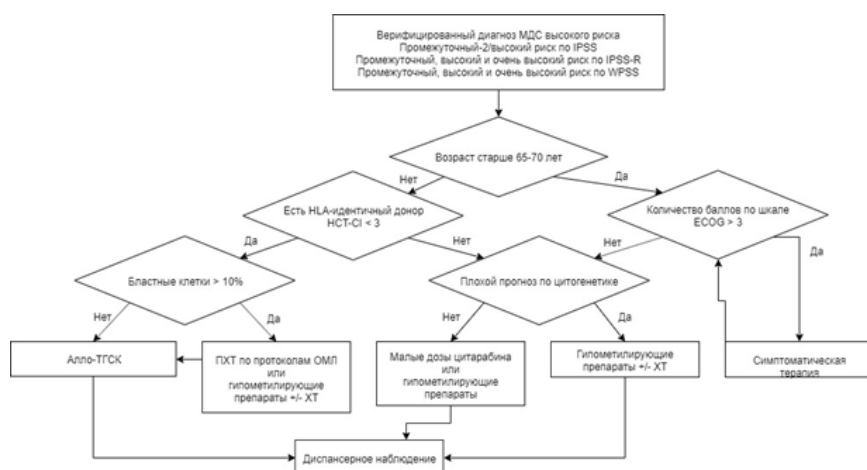 Верифицированный диагноз МДС высокого риска
Промежуточный-2/высокий риск по IPSS
Промежуточный, высокий и очень высокий риск по IPSS-R
Промежуточный, высокий и очень высокий риск по WPSS
Возраст старше 65-70 лет
Нет
Да
Есть HLA-идентичный донор
HCT-CI < 3
Количество баллов по шкале
ECOG > 3
Да
Нет
Нет
Да
Бластные клетки > 10%
Плохой прогноз по цитогенетике
Нет
Да
Нет
Да
Алло-ТГСК
ПХТ по протоколам ОМЛ
или
гипометилирующие
препараты +/- ХТ
Малые дозы цитарабина
или
гипометилирующие
препараты
Гипометилирующие
препараты +/- ХТ
Симптоматическая
терапия
Диспансерное наблюдение